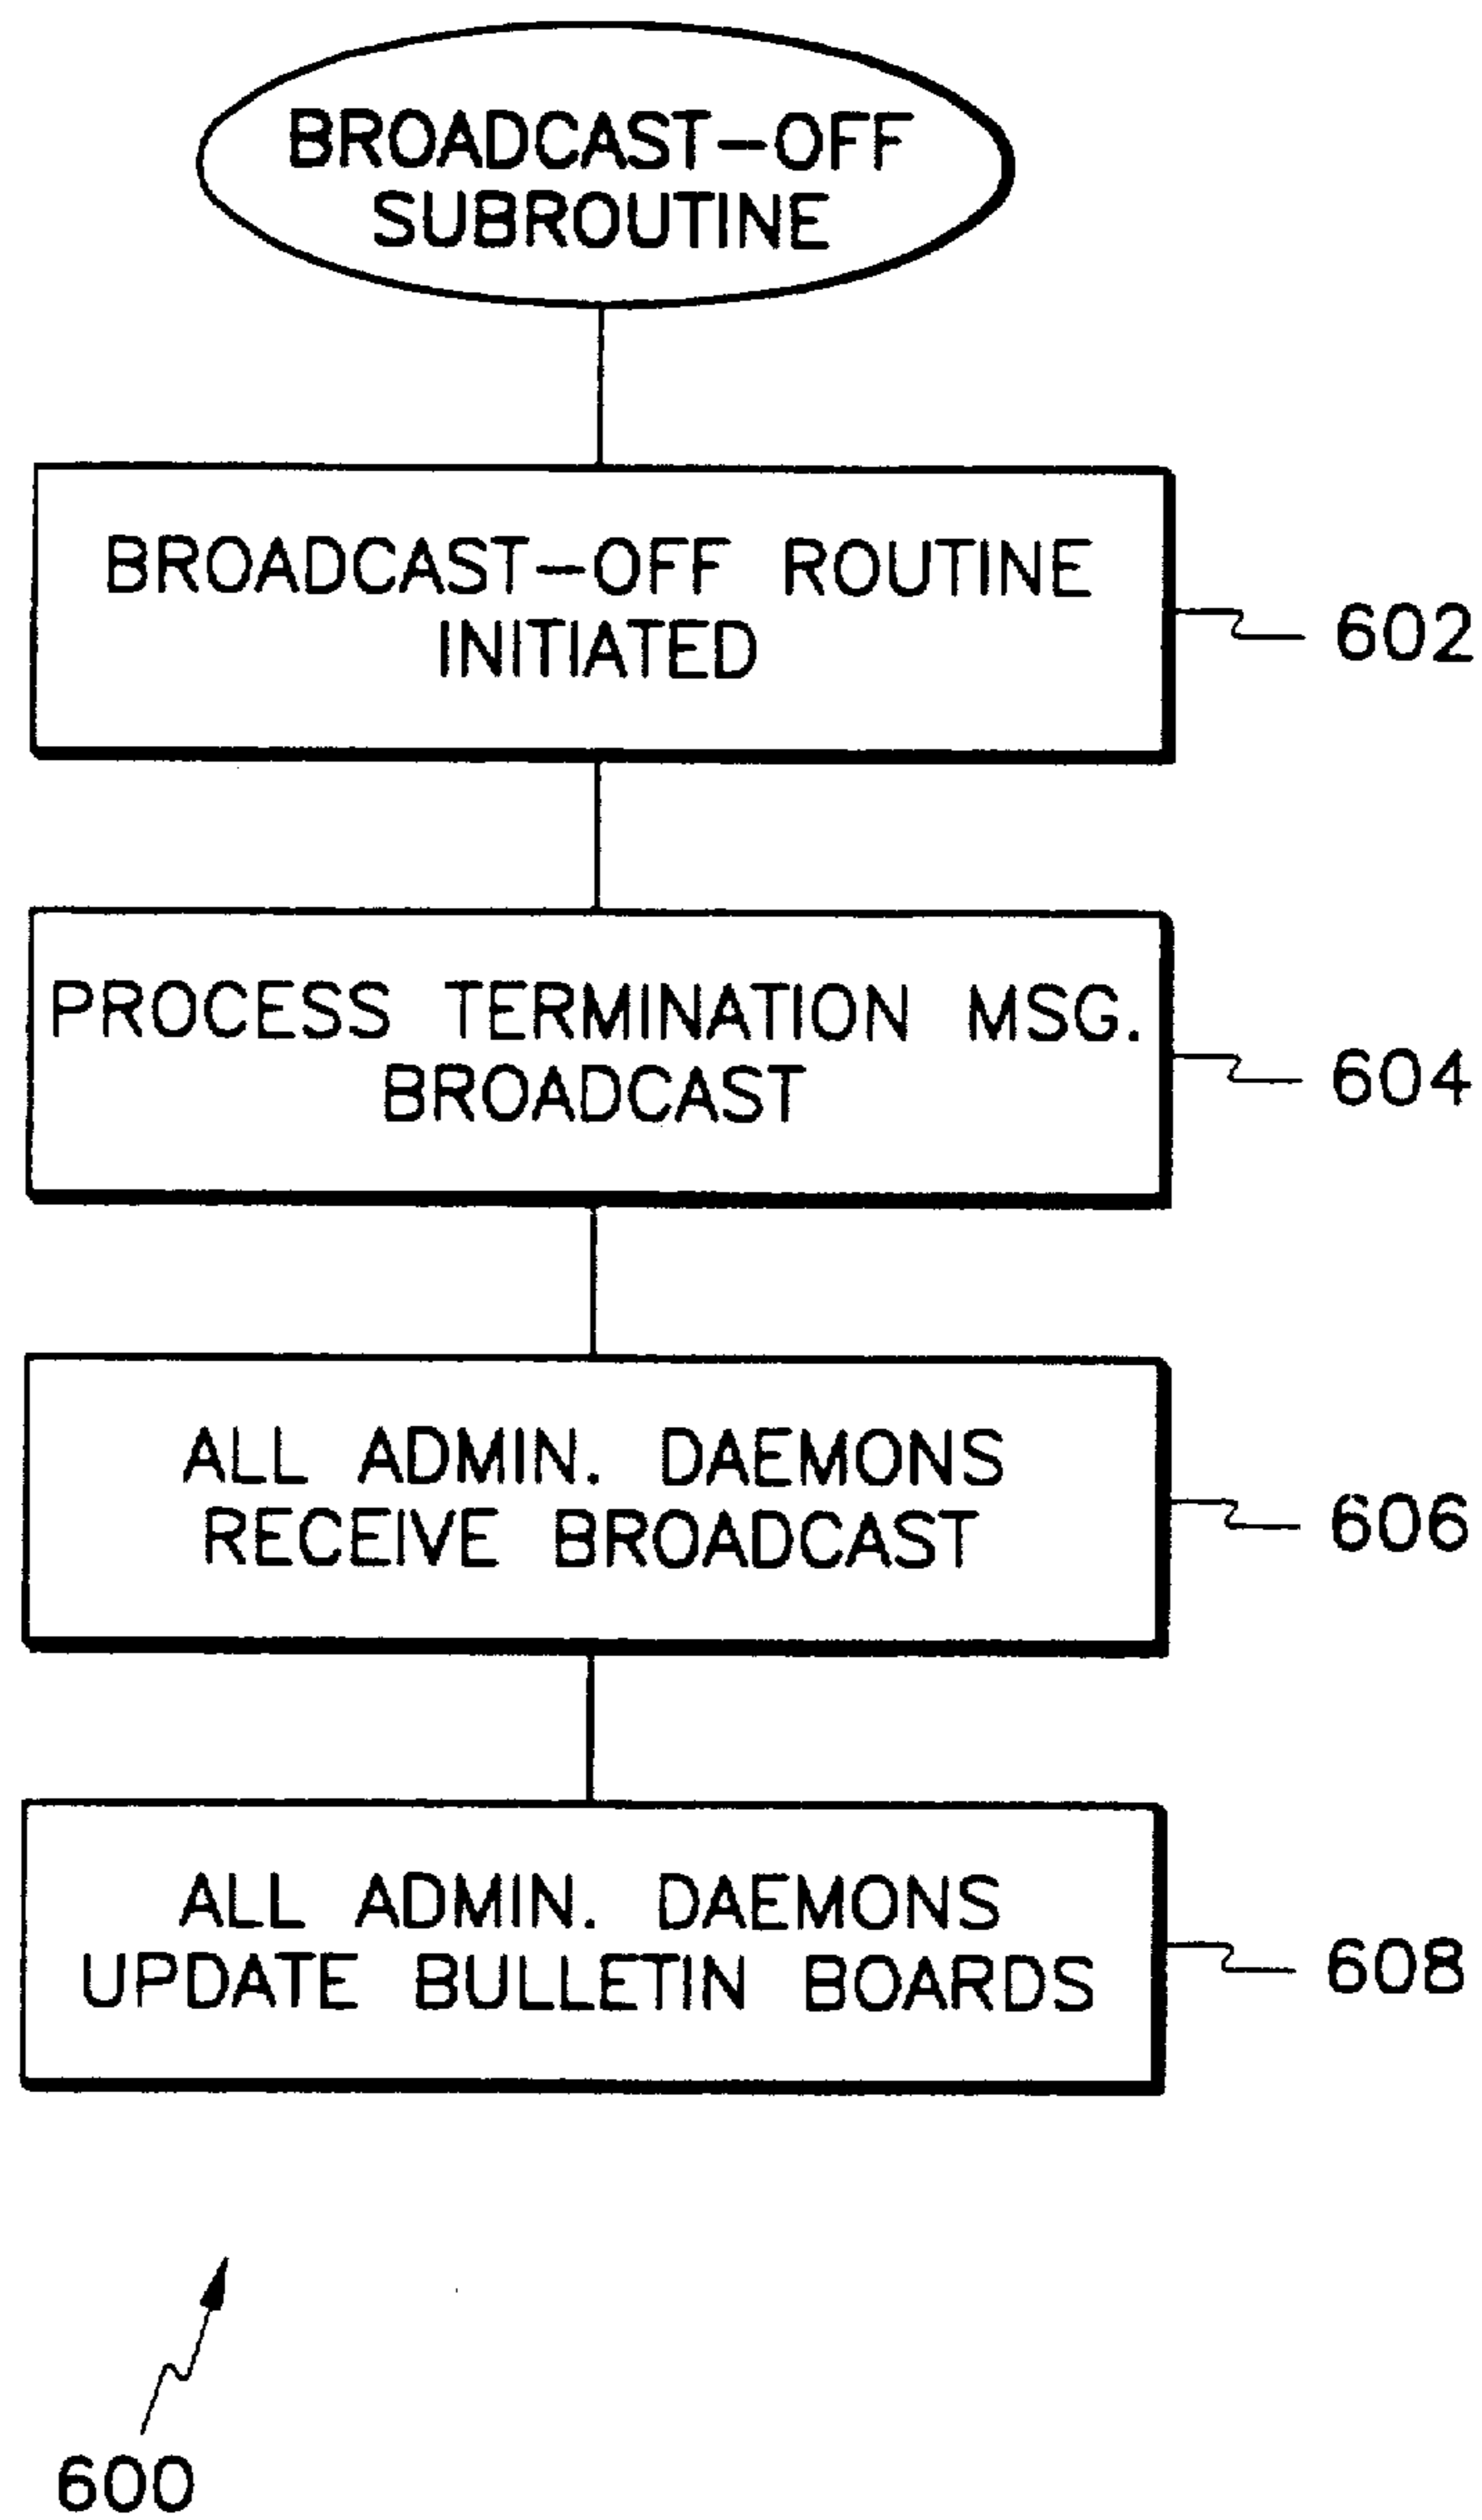 BROADCAST-OFF
SUBROUTINE
BROADCAST-OFF ROUTINE
INITIATED
602
PROCESS TERMINATION MSG.
BROADCAST
604
ALL ADMIN. DAEMONS
RECEIVE BROADCAST
606
ALL ADMIN. DAEMONS
UPDATE BULLETIN BOARDS
608
600